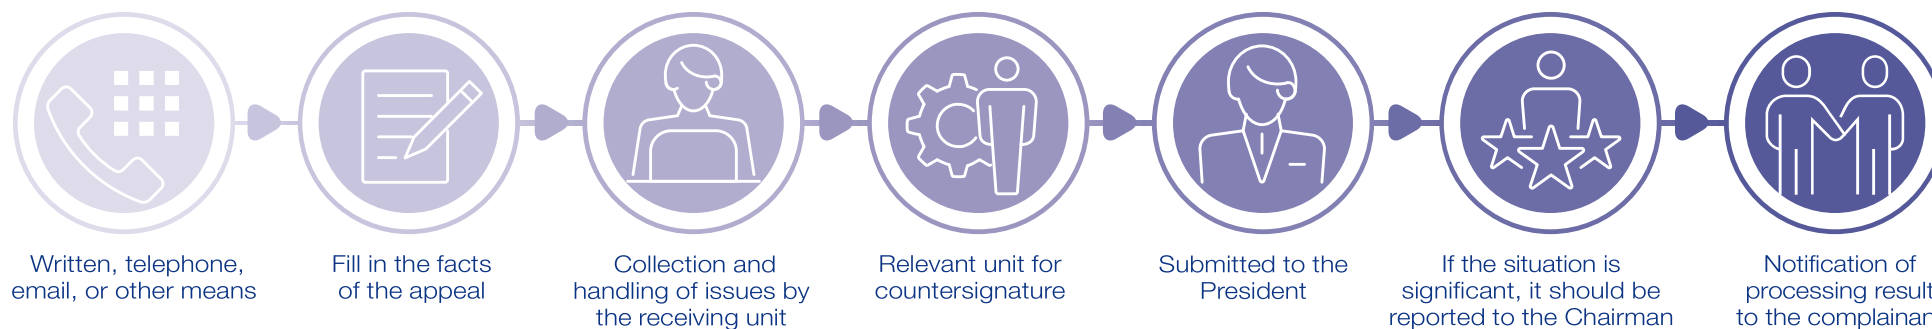 Written, telephone,
email, or other means
Fill in the facts
of the appeal
Collection and
handling of issues by
the receiving unit
Relevant unit for
countersignature
Submitted to the
President
If the situation is
significant, it should be
reported to the Chairman
Notification of
processing result
to the complainan